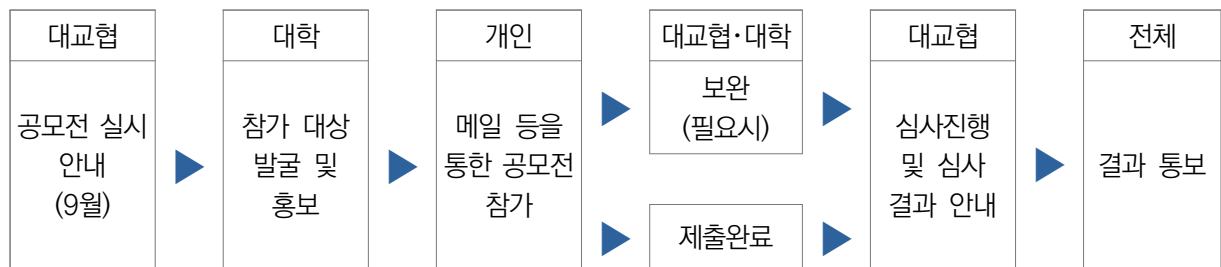 대교협
공모전 실시
안내
(9월)
대학
참가 대상
발굴 및
홍보
개인
메일 등을
통한 공모전
참가
대교협·대학
보완
(필요시)
제출완료
대교협
심사진행
및 심사
결과 안내
전체
결과 통보